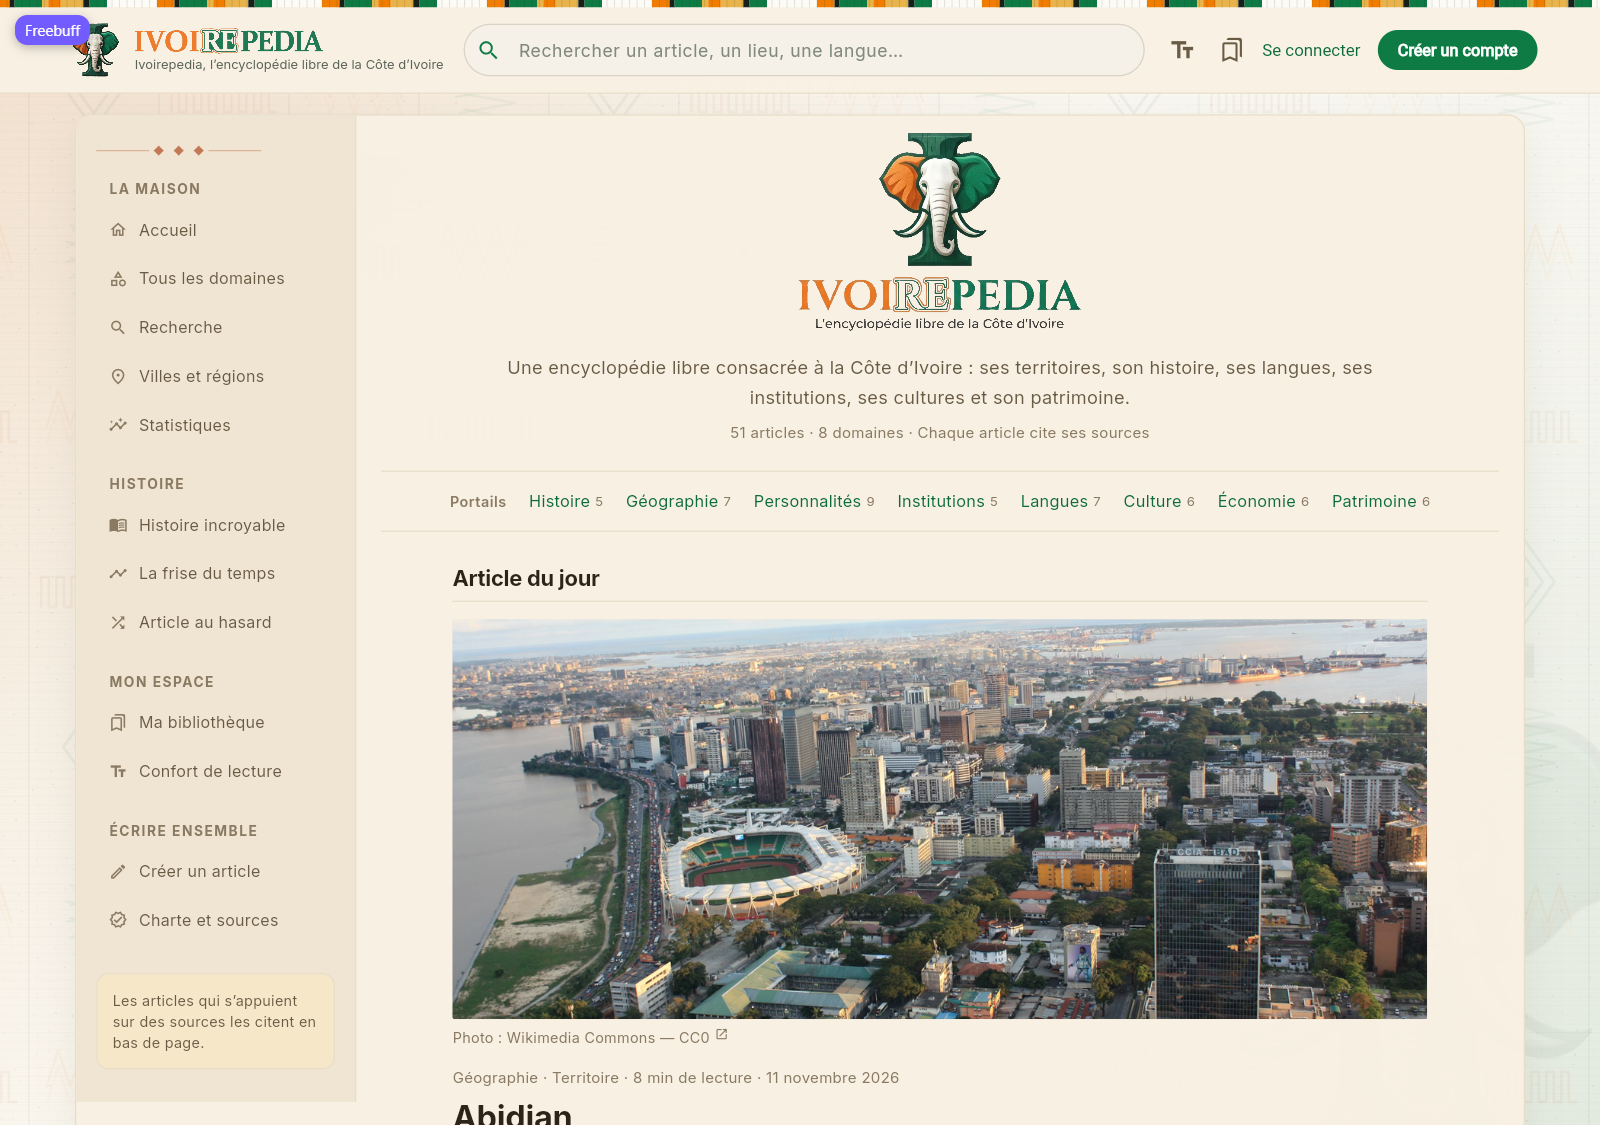 Freebuff
IVOIREPEDIA
Ivoirepedia, l’encyclopédie libre de la Côte d’Ivoire
Rechercher un article, un lieu, une langue...
Se connecter
Créer un compte
LA MAISON
Accueil
Tous les domaines
Recherche
Villes et régions
Statistiques
HISTOIRE
Histoire incroyable
La frise du temps
Article au hasard
MON ESPACE
Ma bibliothèque
Confort de lecture
ÉCRIRE ENSEMBLE
Créer un article
Charte et sources
Les articles qui s’appuient
sur des sources les citent en
bas de page.
IVOIREPEDIA
L'encyclopédie libre de la Côte d'Ivoire
Une encyclopédie libre consacrée à la Côte d’Ivoire : ses territoires, son histoire, ses langues, ses
institutions, ses cultures et son patrimoine.
51 articles · 8 domaines · Chaque article cite ses sources
Portails Histoire 5 Géographie 7 Personnalités 9 Institutions 5 Langues 7 Culture 6 Économie 6 Patrimoine 6
Article du jour
CCIA BAD
Photo : Wikimedia Commons — CC0
Géographie · Territoire · 8 min de lecture · 11 novembre 2026
Abidjan